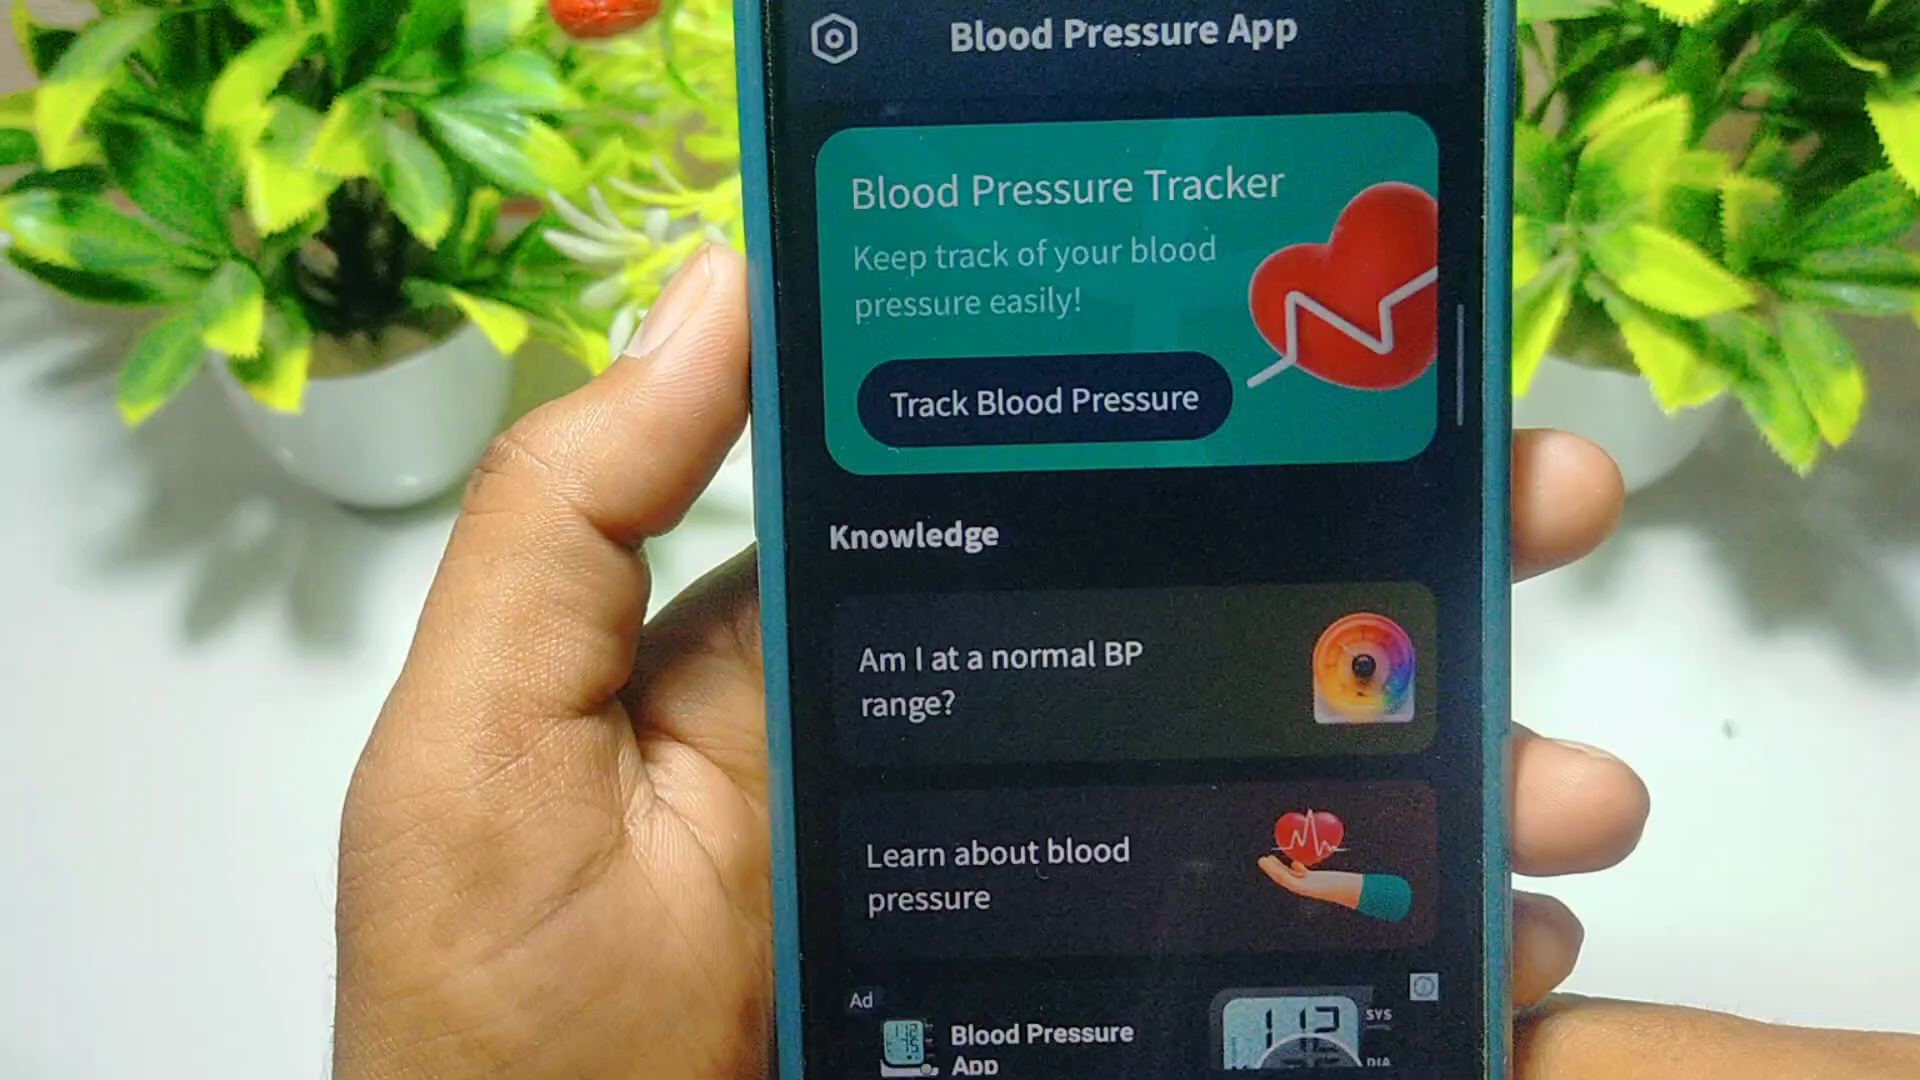 Blood Pressure App
Blood Pressure Tracker
Keep track of your blood
pressure easily!
Track Blood Pressure
Knowledge
Am I at a normal BP
range?
Learn about blood
pressure
Ad
Blood Pressure
App
112
SYS
DIA